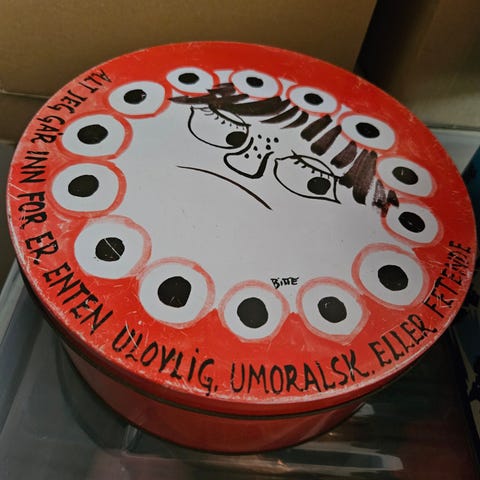 ALT JEG GÅR INN FOR ER ENTEN ULOVLIG, UMORALSK, ELLER FETENDE
BITTE